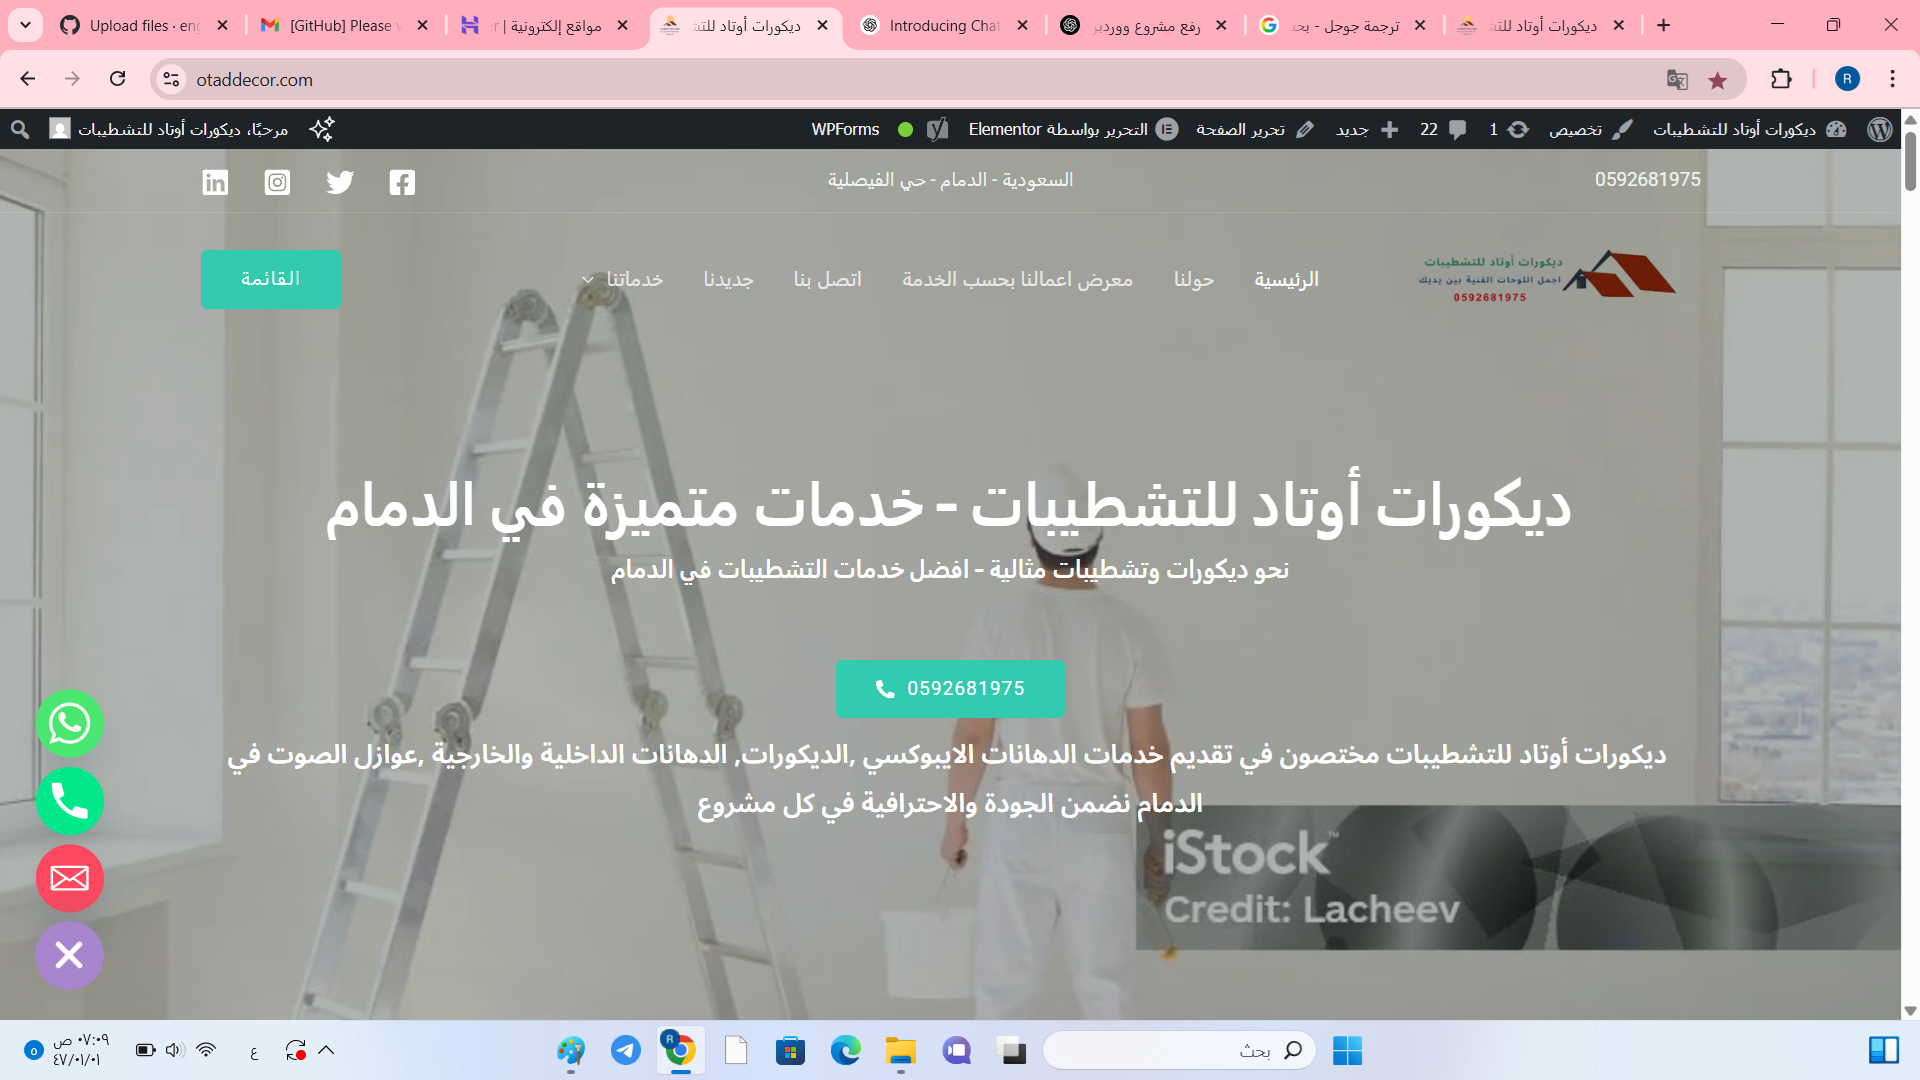 Upload files · eng
[GitHub] Please v
مواقع إلكترونية | er
ديكورات أوتاد للتش
Introducing Chat
رفع مشروع ووردبر
ترجمة جوجل - بحـ
ديكورات أوتاد للتش
otaddecor.com
R
ديكورات أوتاد للتشطيبات
تخصيص
1
22
جديد
تحرير الصفحة
التحرير بواسطة Elementor
WPForms
مرحبًا، ديكورات أوتاد للتشطيبات
0592681975
السعودية - الدمام - حي الفيصلية
ديكورات أوتاد للتشطيبات
اجمل اللوحات الفنية بين يديك
0592681975
الرئيسية
حولنا
معرض اعمالنا بحسب الخدمة
اتصل بنا
جديدنا
خدماتنا
القائمة
ديكورات أوتاد للتشطيبات – خدمات متميزة في الدمام
نحو ديكورات وتشطيبات مثالية – افضل خدمات التشطيبات في الدمام
0592681975
ديكورات أوتاد للتشطيبات مختصون في تقديم خدمات الدهانات الايبوكسي ,الديكورات, الدهانات الداخلية والخارجية ,عوازل الصوت في
الدمام نضمن الجودة والاحترافية في كل مشروع
iStock™
Credit: Lacheev
بحث
R
ع
٠٧:٠٩ ص
٤٧/٠١/٠١
٥